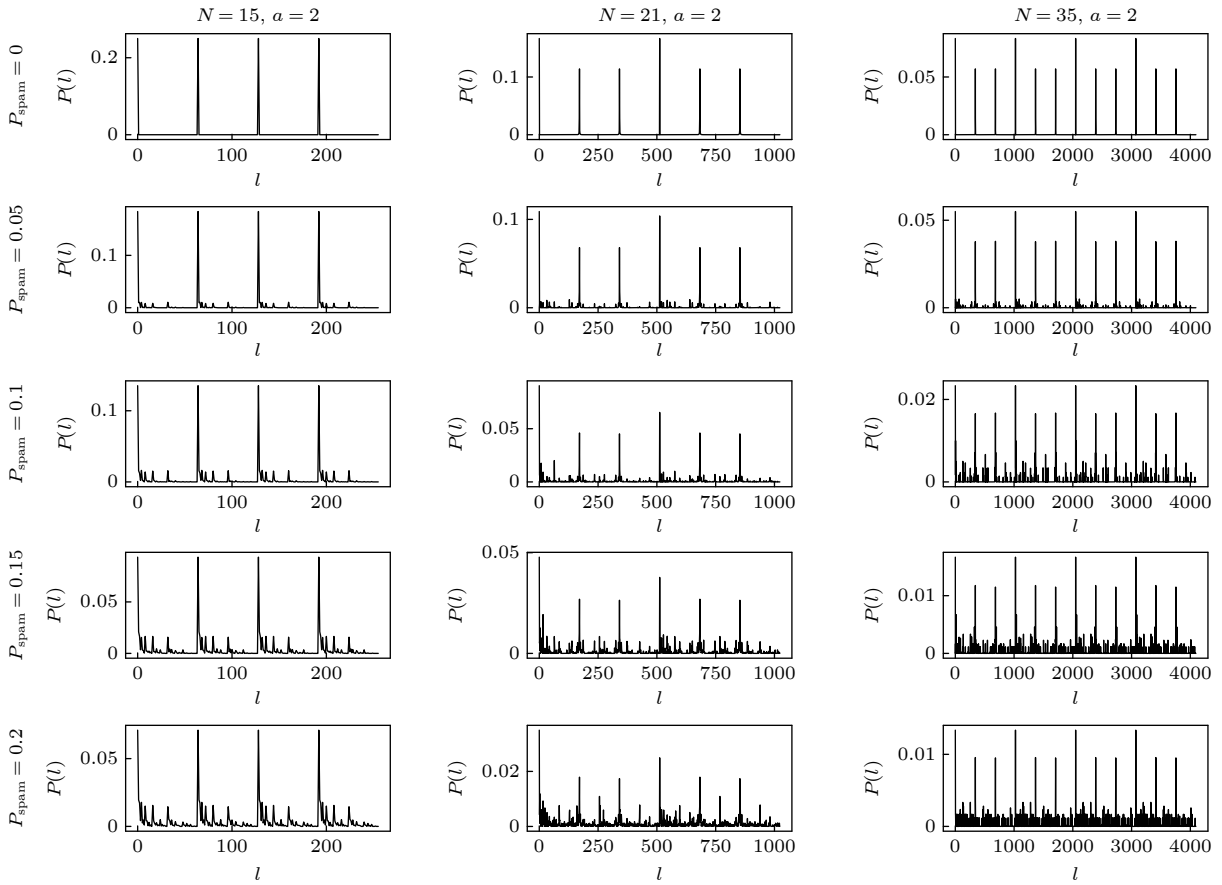 N = 15, a = 2
N = 21, a = 2
N = 35, a = 2
P_spam = 0
P(l)
0.2
0
0 100 200
l
P(l)
0.1
0
0 250 500 750 1000
l
P(l)
0.05
0
0 1000 2000 3000 4000
l
P_spam = 0.05
P(l)
0.1
0
0 100 200
l
P(l)
0.1
0
0 250 500 750 1000
l
P(l)
0.05
0
0 1000 2000 3000 4000
l
P_spam = 0.1
P(l)
0.1
0
0 100 200
l
P(l)
0.05
0
0 250 500 750 1000
l
P(l)
0.02
0
0 1000 2000 3000 4000
l
P_spam = 0.15
P(l)
0.05
0
0 100 200
l
P(l)
0.05
0
0 250 500 750 1000
l
P(l)
0.01
0
0 1000 2000 3000 4000
l
P_spam = 0.2
P(l)
0.05
0
0 100 200
l
P(l)
0.02
0
0 250 500 750 1000
l
P(l)
0.01
0
0 1000 2000 3000 4000
l